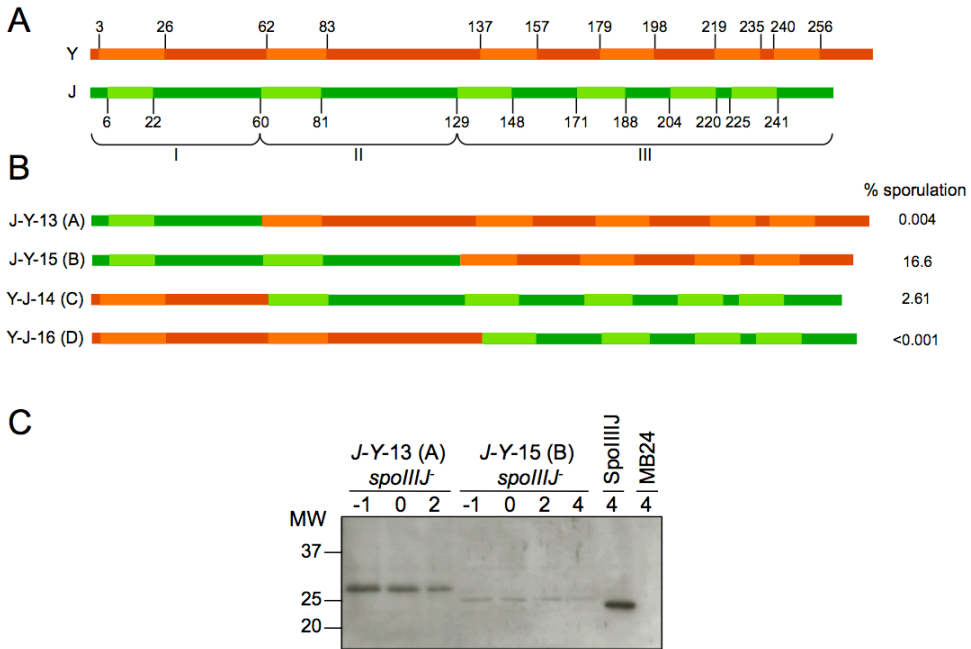 A
3 26 62 83 137 157 179 198 219 235 240 256
Y
J
6 22 60 81 129 148 171 188 204 220 225 241
I II III
B
% sporulation
J-Y-13 (A) 0.004
J-Y-15 (B) 16.6
Y-J-14 (C) 2.61
Y-J-16 (D) <0.001
C
J-Y-13 (A) J-Y-15 (B) SpoIIIJ MB24
spoIIIJ- spoIIIJ-
-1 0 2 -1 0 2 4 4 4
MW
37
25
20